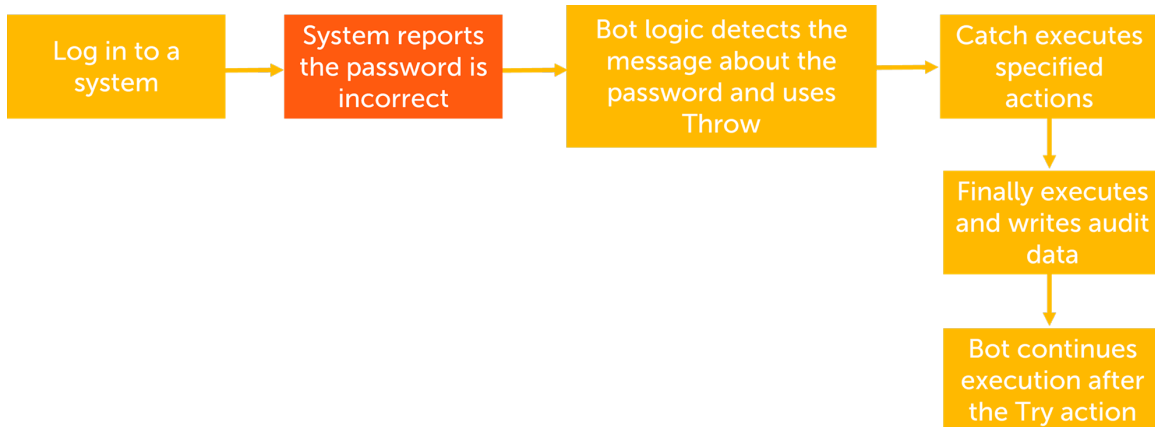 Log in to a
system
System reports
the password is
incorrect
Bot logic detects the
message about the
password and uses
Throw
Catch executes
specified
actions
Finally executes
and writes audit
data
Bot continues
execution after
the Try action